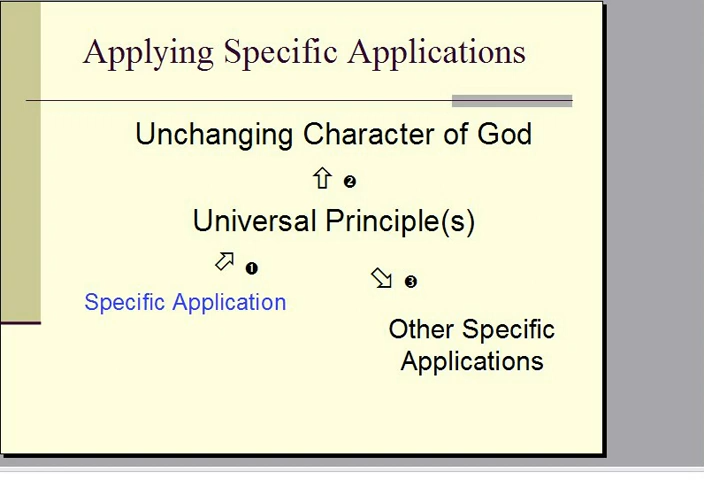 Applying Specific Applications
Unchanging Character of God
⇧ ❷
Universal Principle(s)
⬀ ❶
⬂ ❸
Specific Application
Other Specific
Applications